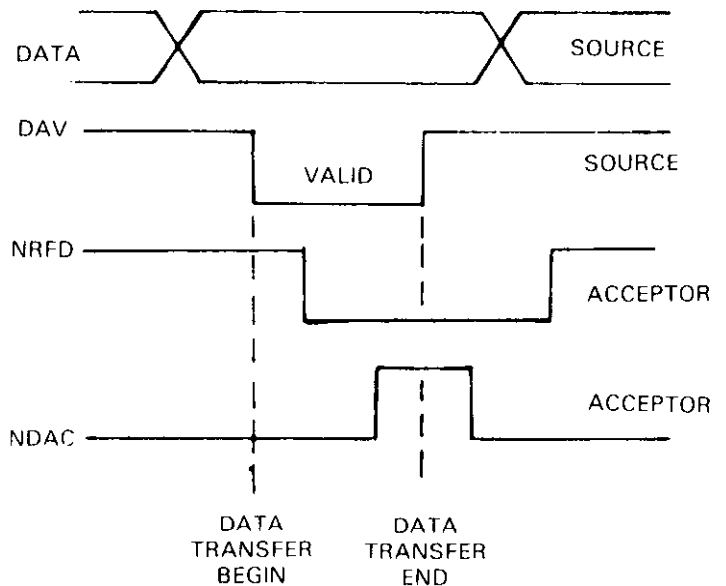 DATA
SOURCE
DAV
VALID
SOURCE
NRFD
ACCEPTOR
ACCEPTOR
NDAC
DATA
TRANSFER
BEGIN
DATA
TRANSFER
END